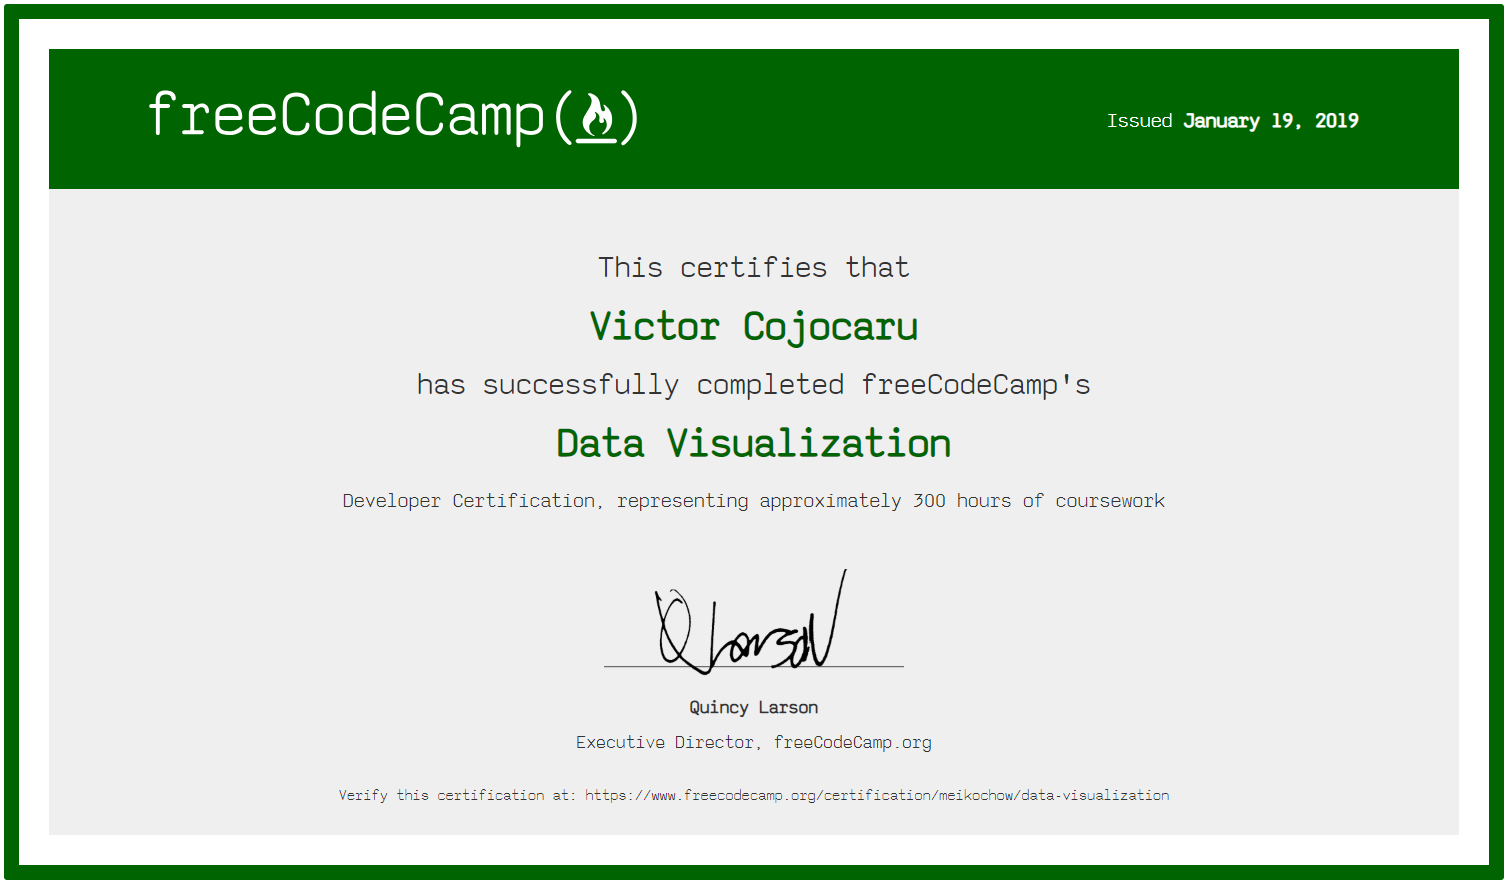 freeCodeCamp(🔥)
Issued January 19, 2019
This certifies that
Victor Cojocaru
has successfully completed freeCodeCamp's
Data Visualization
Developer Certification, representing approximately 300 hours of coursework
Q Larson
Quincy Larson
Executive Director, freeCodeCamp.org
Verify this certification at: https://www.freecodecamp.org/certification/meikochow/data-visualization